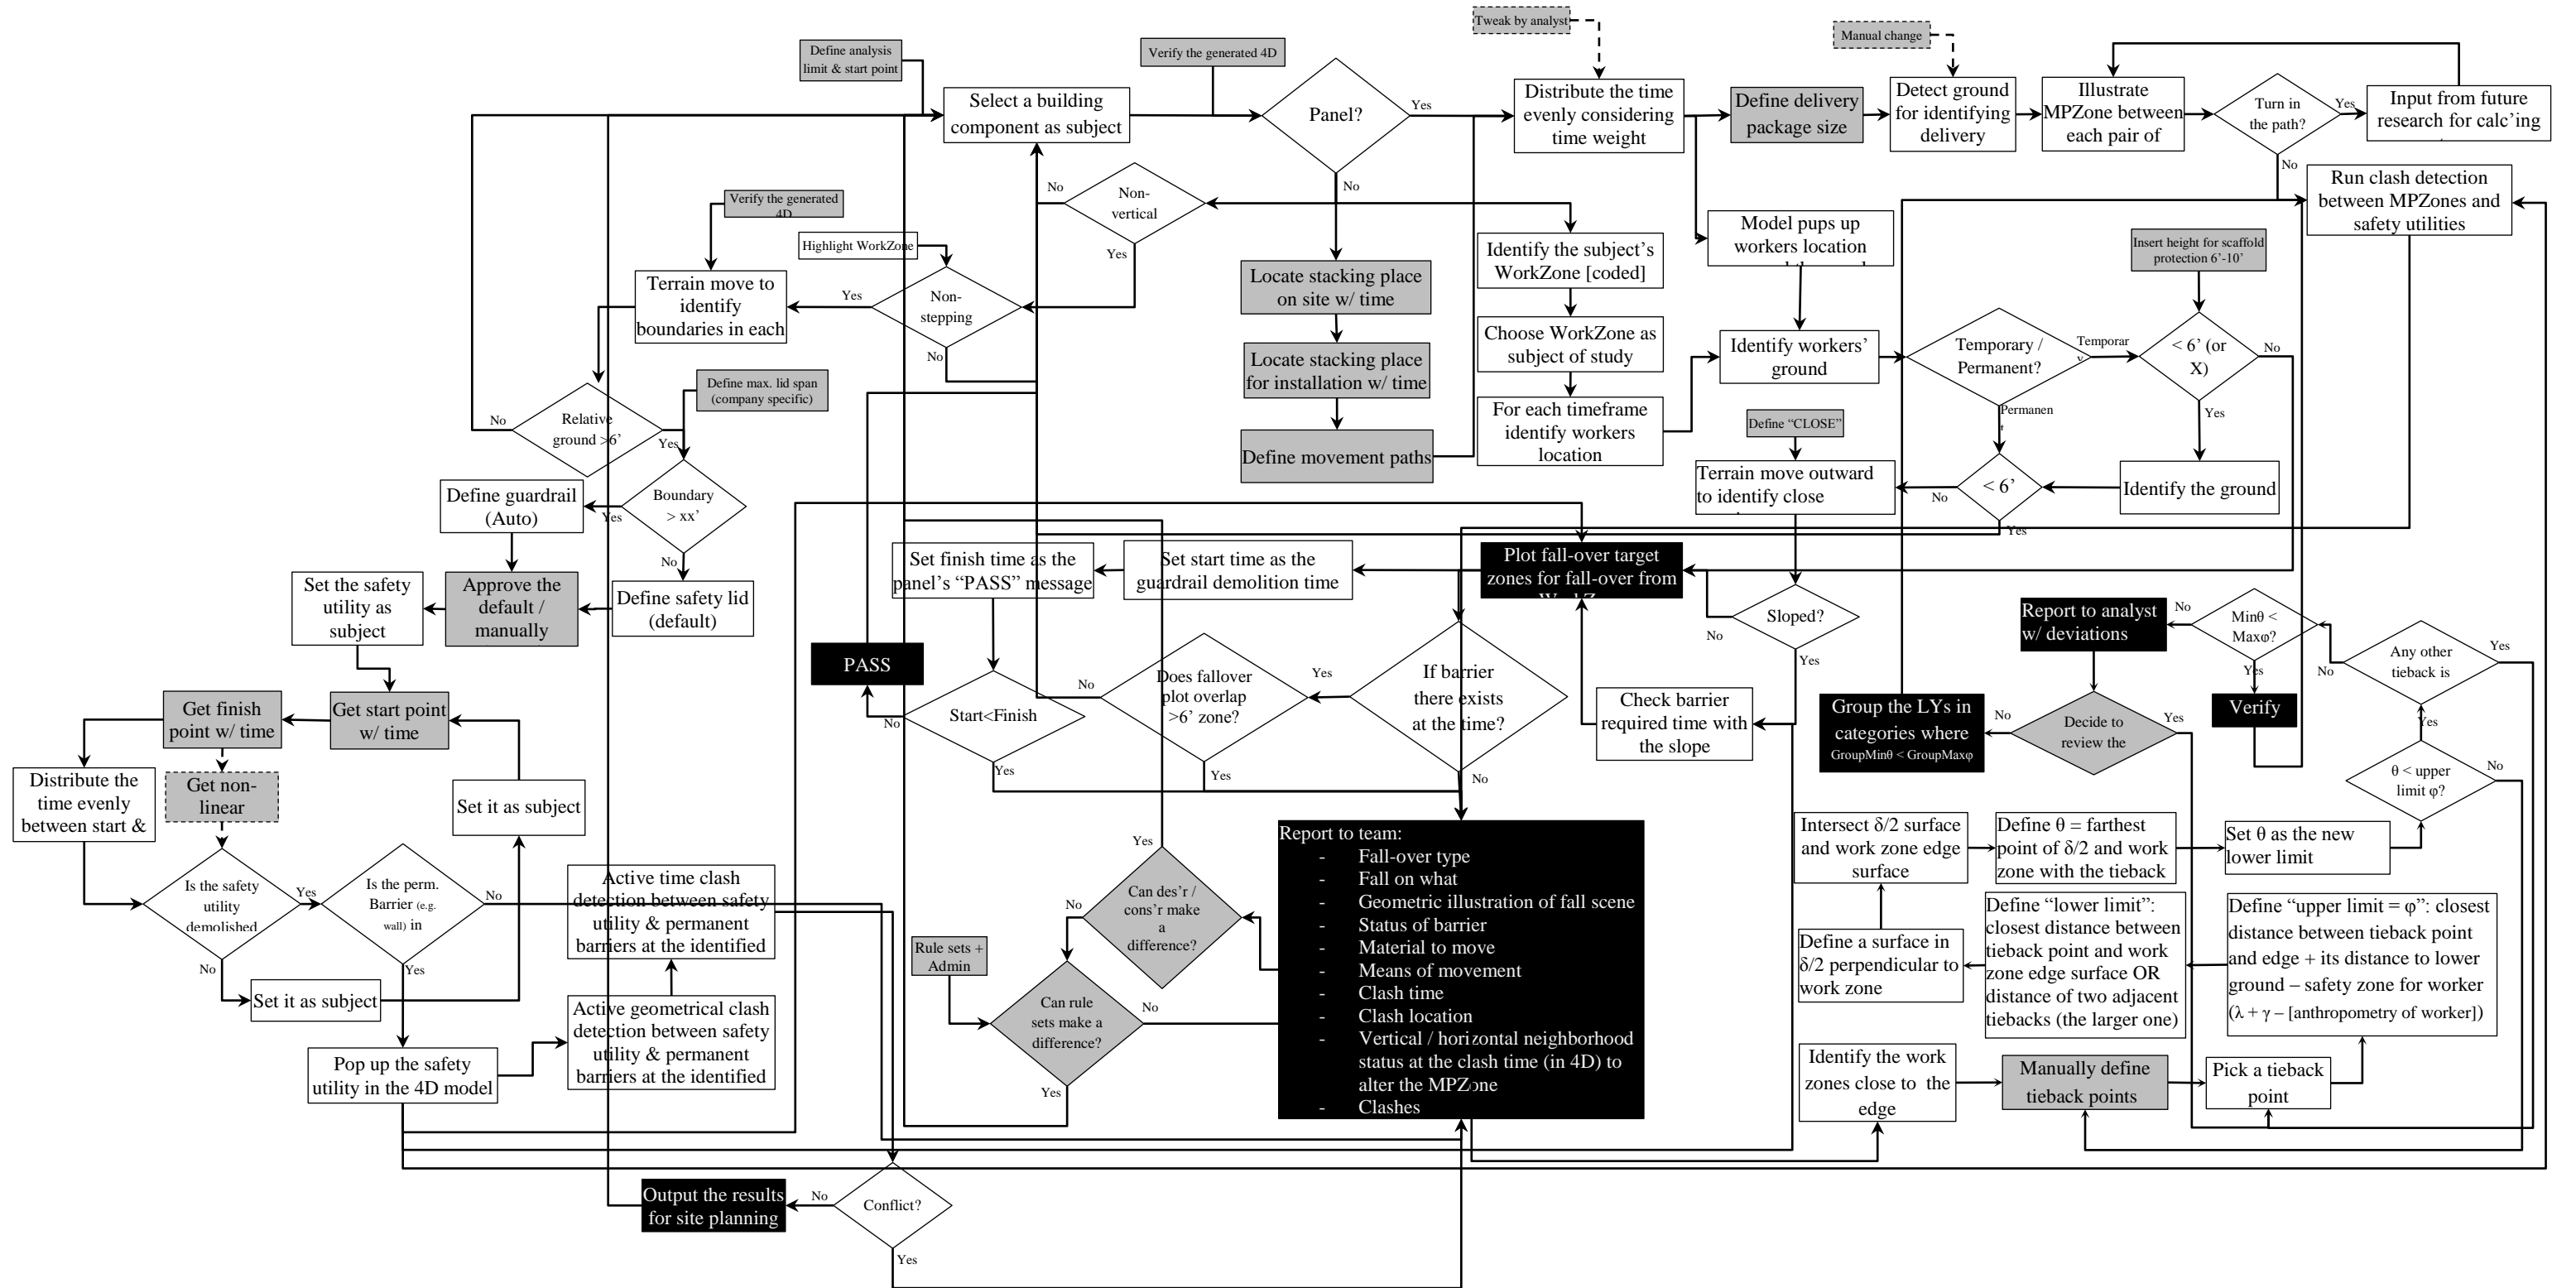 Tweak by analyst
Manual change
Define analysis
limit & start point
Verify the generated 4D
Select a building
component as subject
Panel?
Yes
No
Distribute the time
evenly considering
time weight
Define delivery
package size
Detect ground
for identifying
delivery
Illustrate
MPZone between
each pair of
Turn in
the path?
Yes
No
Input from future
research for calc’ing
Run clash detection
between MPZones and
safety utilities
Verify the generated
4D
Highlight WorkZone
Non-
vertical
No
Yes
Non-
stepping
Yes
No
Terrain move to
identify
boundaries in each
Locate stacking place
on site w/ time
Locate stacking place
for installation w/ time
Define movement paths
Identify the subject’s
WorkZone [coded]
Choose WorkZone as
subject of study
For each timeframe
identify workers
location
Model pups up
workers location
Identify workers’
ground
Temporary /
Permanent?
Temporar
y
Permanen
t
Insert height for scaffold
protection 6’-10’
< 6’ (or
X)
No
Yes
Identify the ground
< 6’
No
Yes
Define “CLOSE”
Terrain move outward
to identify close
Relative
ground >6’
No
Yes
Define max. lid span
(company specific)
Boundary
> xx’
Yes
No
Define guardrail
(Auto)
Define safety lid
(default)
Approve the
default /
manually
Set the safety
utility as
subject
Get start point
w/ time
Get finish
point w/ time
Distribute the
time evenly
between start &
Get non-
linear
Set it as subject
Is the safety
utility
demolished
Yes
No
Is the perm.
Barrier (e.g.
wall) in
No
Yes
Set it as subject
Pop up the safety
utility in the 4D model
Active time clash
detection between safety
utility & permanent
barriers at the identified
Active geometrical clash
detection between safety
utility & permanent
barriers at the identified
Set finish time as the
panel’s “PASS” message
Set start time as the
guardrail demolition time
Plot fall-over target
zones for fall-over from
PASS
Start<Finish
No
Yes
Does fallover
plot overlap
>6’ zone?
No
Yes
If barrier
there exists
at the time?
Yes
No
Sloped?
No
Yes
Check barrier
required time with
the slope
Report to analyst
w/ deviations
Minθ <
Maxφ?
No
Yes
Verify
Any other
tieback is
Yes
No
Group the LYs in
categories where
GroupMinθ < GroupMaxφ
Decide to
review the
No
Yes
θ < upper
limit φ?
No
Yes
Intersect δ/2 surface
and work zone edge
surface
Define θ = farthest
point of δ/2 and work
zone with the tieback
Set θ as the new
lower limit
Define a surface in
δ/2 perpendicular to
work zone
Define “lower limit”:
closest distance between
tieback point and work
zone edge surface OR
distance of two adjacent
tiebacks (the larger one)
Define “upper limit = φ”: closest
distance between tieback point
and edge + its distance to lower
ground – safety zone for worker
(λ + γ – [anthropometry of worker])
Identify the work
zones close to the
edge
Manually define
tieback points
Pick a tieback
point
Report to team:
- Fall-over type
- Fall on what
- Geometric illustration of fall scene
- Status of barrier
- Material to move
- Means of movement
- Clash time
- Clash location
- Vertical / horizontal neighborhood
status at the clash time (in 4D) to
alter the MPZone
- Clashes
Can des’r /
cons’r make
a
difference?
Yes
No
Rule sets +
Admin
Can rule
sets make a
difference?
No
Yes
Output the results
for site planning
Conflict?
No
Yes